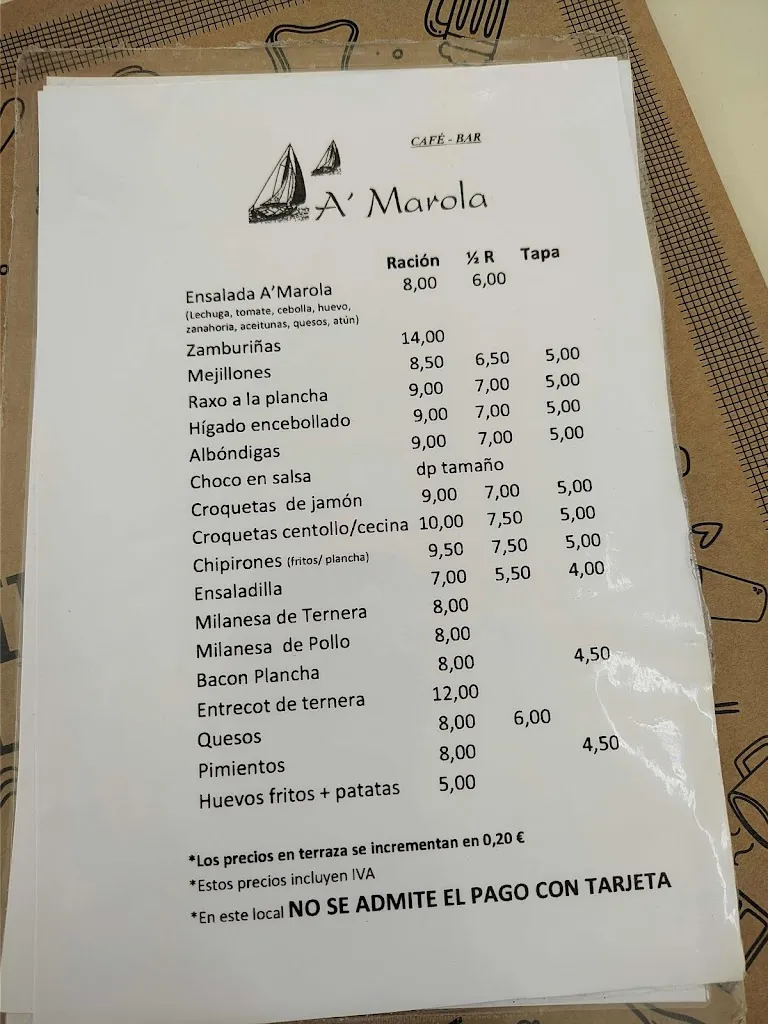 CAFÉ - BAR
A' Marola
Ración ½ R Tapa
Ensalada A'Marola 8,00 6,00
(Lechuga, tomate, cebolla, huevo,
zanahoria, aceitunas, quesos, atún)
Zamburiñas 14,00
Mejillones 8,50 6,50 5,00
Raxo a la plancha 9,00 7,00 5,00
Hígado encebollado 9,00 7,00 5,00
Albóndigas 9,00 7,00 5,00
Choco en salsa dp tamaño
Croquetas de jamón 9,00 7,00 5,00
Croquetas centollo/cecina 10,00 7,50 5,00
Chipirones (fritos/ plancha) 9,50 7,50 5,00
Ensaladilla 7,00 5,50 4,00
Milanesa de Ternera 8,00
Milanesa de Pollo 8,00
Bacon Plancha 8,00 4,50
Entrecot de ternera 12,00
Quesos 8,00 6,00
Pimientos 8,00 4,50
Huevos fritos + patatas 5,00
*Los precios en terraza se incrementan en 0,20 €
*Estos precios incluyen IVA
*En este local NO SE ADMITE EL PAGO CON TARJETA